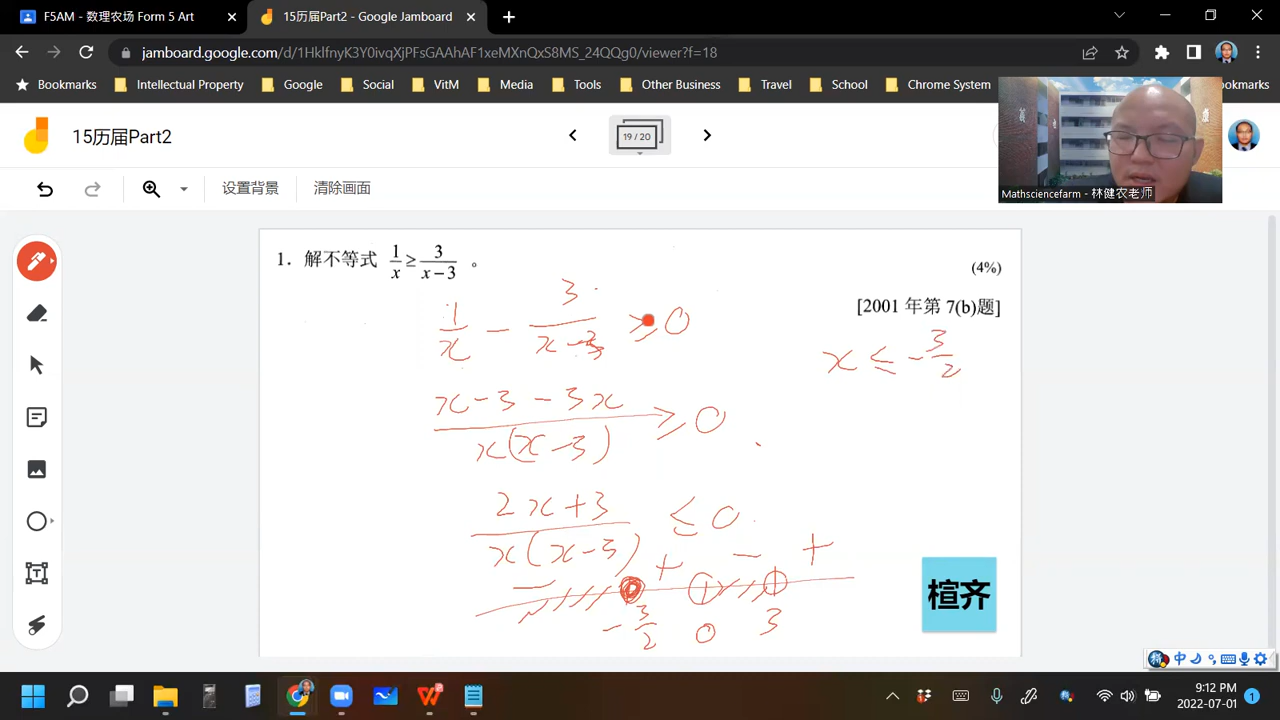 F5AM - 数理农场 Form 5 Art
15历届Part2 - Google Jamboard
jamboard.google.com/d/1HklfnyK3Y0ivqXjPFsGAAhAF1xeMXnQxS8MS_24QQg0/viewer?f=18
Bookmarks
Intellectual Property
Google
Social
VitM
Media
Tools
Other Business
Travel
School
Chrome System
okmarks
15历届Part2
19 / 20
设置背景
清除画面
Mathsciencefarm - 林健农老师
1. 解不等式 1/x ≥ 3/(x−3) 。
(4%)
[2001 年第 7(b)题]
1/x − 3/(x−3) ≥ 0
x ≤ −3/2
(x−3−3x)/(x(x−3)) ≥ 0
(2x+3)/(x(x−3)) ≤ 0
− + − +
−3/2 0 3
楦齐
中
9:12 PM
2022-07-01
1